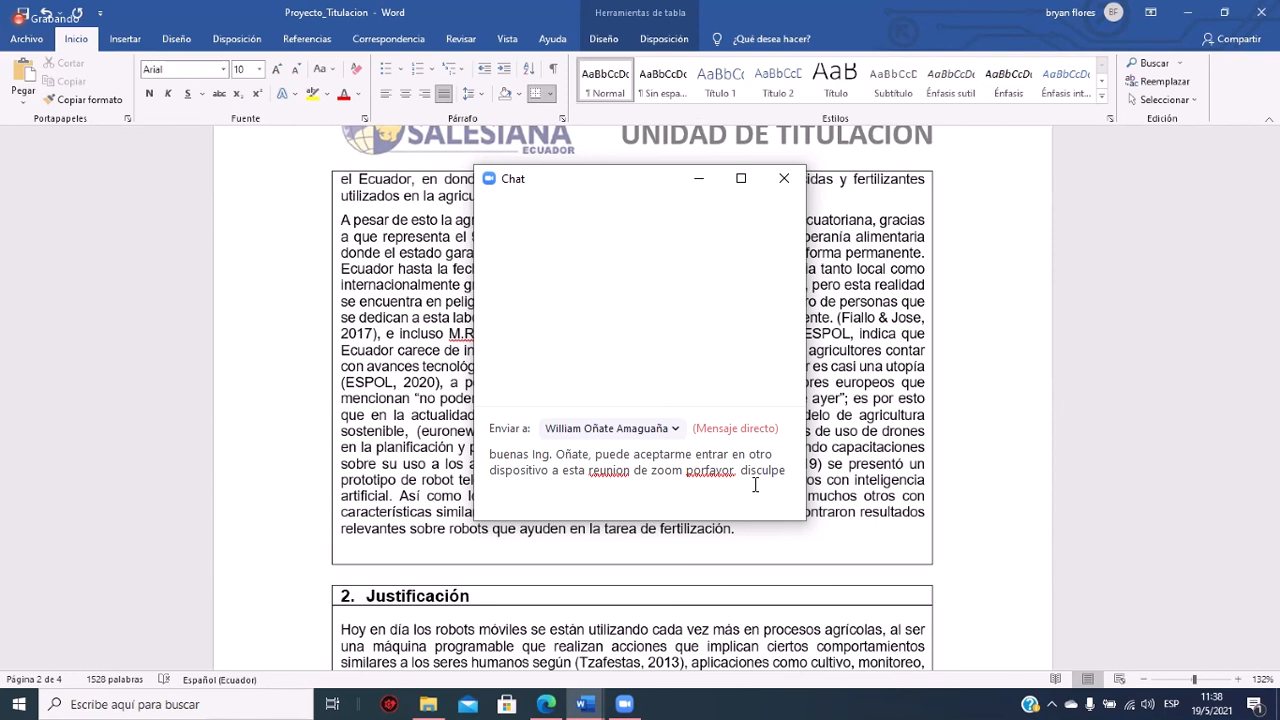 Grabando
Proyecto_Titulacion - Word
Herramientas de tabla
bryan flores
BF
Archivo Inicio Insertar Diseño Disposición Referencias Correspondencia Revisar Vista Ayuda Diseño Disposición ¿Qué desea hacer? Compartir
Pegar
Cortar
Copiar
Copiar formato
Portapapeles
Arial 10
Fuente
Párrafo
AaBbCcDc AaBbCcDc AaBbCc AaBbCcC AaB AaBbCcD AaBbCcDc AaBbCcDc AaBbCcDc
¶ Normal ¶ Sin espa... Título 1 Título 2 Título Subtítulo Énfasis sutil Énfasis Énfasis int...
Estilos
Buscar
Reemplazar
Seleccionar
Edición
SALESIANA
ECUADOR
UNIDAD DE TITULACIÓN
el Ecuador, en dond idas y fertilizantes
utilizados en la agricu
A pesar de esto la agr cuatoriana, gracias
a que representa el peranía alimentaria
donde el estado gara forma permanente.
Ecuador hasta la fech a tanto local como
internacionalmente gr , pero esta realidad
se encuentra en pelig ro de personas que
se dedican a esta lab ente. (Fiallo & Jose,
2017), e incluso M.R ESPOL, indica que
Ecuador carece de in agricultores contar
con avances tecnológ r es casi una utopía
(ESPOL, 2020), a p ores europeos que
mencionan “no poder ayer”; es por esto
que en la actualidad delo de agricultura
sostenible, (euronew s de uso de drones
en la planificación y p ndo capacitaciones
sobre su uso a los a 19) se presentó un
prototipo de robot tel os con inteligencia
artificial. Así como l muchos otros con
características similar ontraron resultados
relevantes sobre robots que ayuden en la tarea de fertilización.
Chat
Enviar a: William Oñate Amaguaña (Mensaje directo)
buenas Ing. Oñate, puede aceptarme entrar en otro
dispositivo a esta reunion de zoom porfavor, disculpe
2. Justificación
Hoy en día los robots móviles se están utilizando cada vez más en procesos agrícolas, al ser
una máquina programable que realizan acciones que implican ciertos comportamientos
similares a los seres humanos según (Tzafestas, 2013), aplicaciones como cultivo, monitoreo,
Página 2 de 4 1528 palabras Español (Ecuador) 132%
Escribe aquí para buscar
ESP
11:38
19/5/2021